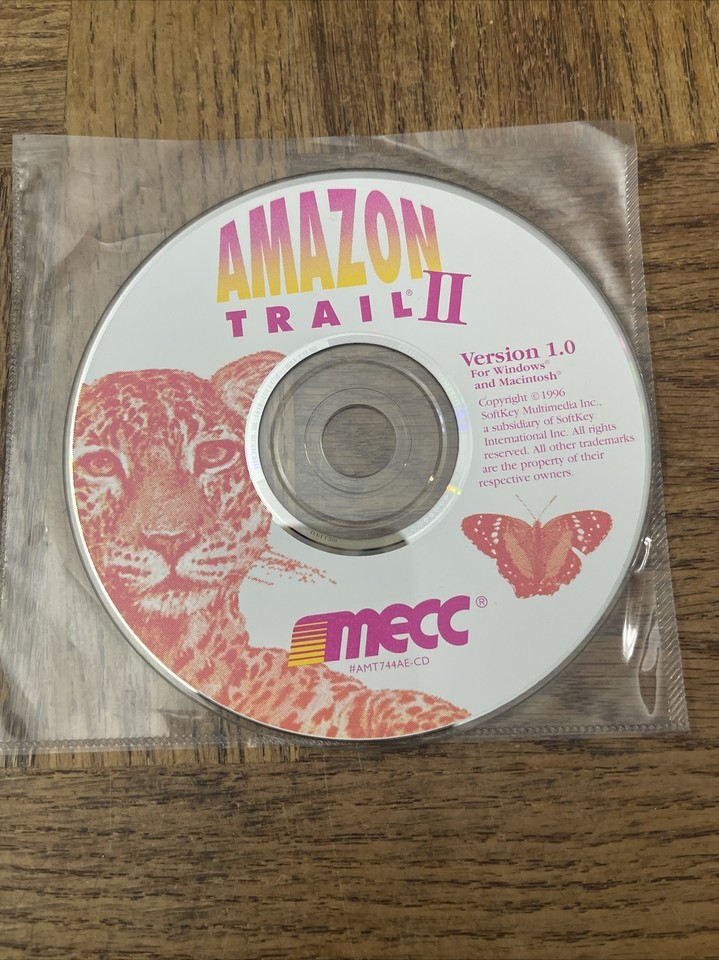 AMAZON
TRAIL® II
Version 1.0
For Windows®
and Macintosh®
Copyright © 1996
SoftKey Multimedia Inc.,
a subsidiary of SoftKey
International Inc. All rights
reserved. All other trademarks
are the property of their
respective owners.
mecc®
#AMT744AE-CD